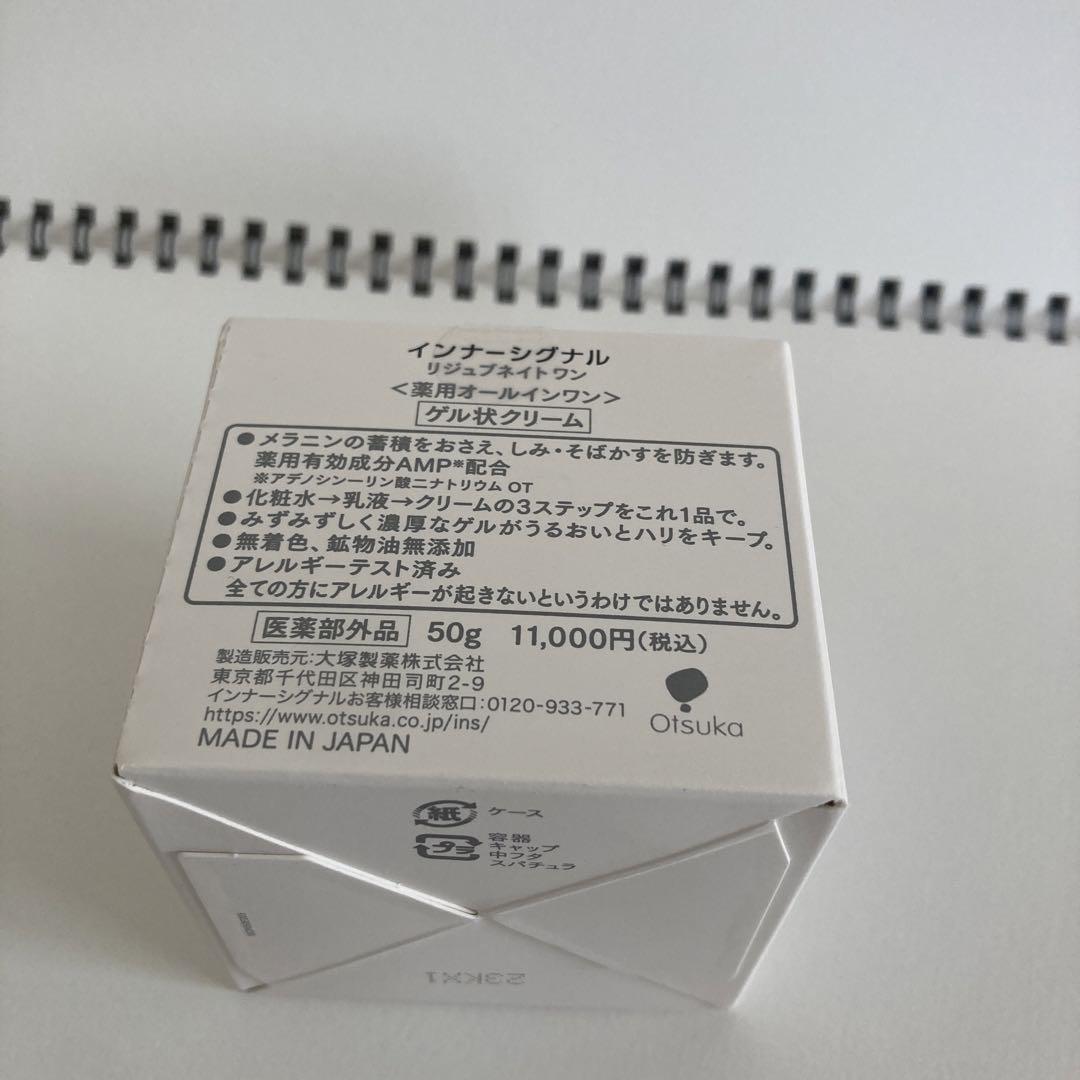 インナーシグナル
リジュブネイトワン
<薬用オールインワン>
ゲル状クリーム
●メラニンの蓄積をおさえ、しみ・そばかすを防ぎます。
薬用有効成分AMP※配合
※アデノシン一リン酸二ナトリウム OT
●化粧水→乳液→クリームの3ステップをこれ1品で。
●みずみずしく濃厚なゲルがうるおいとハリをキープ。
●無着色、鉱物油無添加
●アレルギーテスト済み
全ての方にアレルギーが起きないというわけではありません。
医薬部外品 50g 11,000円(税込)
製造販売元:大塚製薬株式会社
東京都千代田区神田司町2-9
インナーシグナルお客様相談窓口:0120-933-771
https://www.otsuka.co.jp/ins/
MADE IN JAPAN
Otsuka
紙 ケース
プラ 容器
キャップ
中フタ
スパチュラ
23KX1